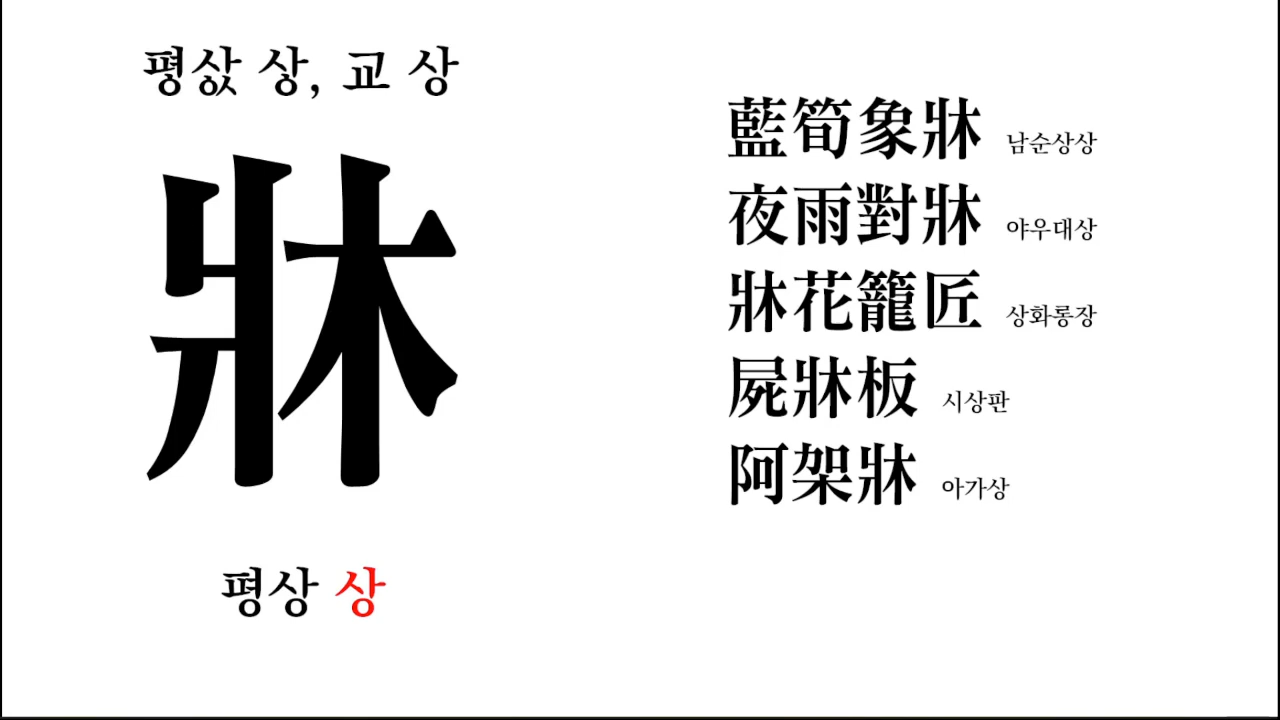 상, 교 상
牀
평상 상
藍筍象牀 남순상상
夜雨對牀 야우대상
牀花籠匠 상화롱장
屍牀板 시상판
阿架牀 아가상